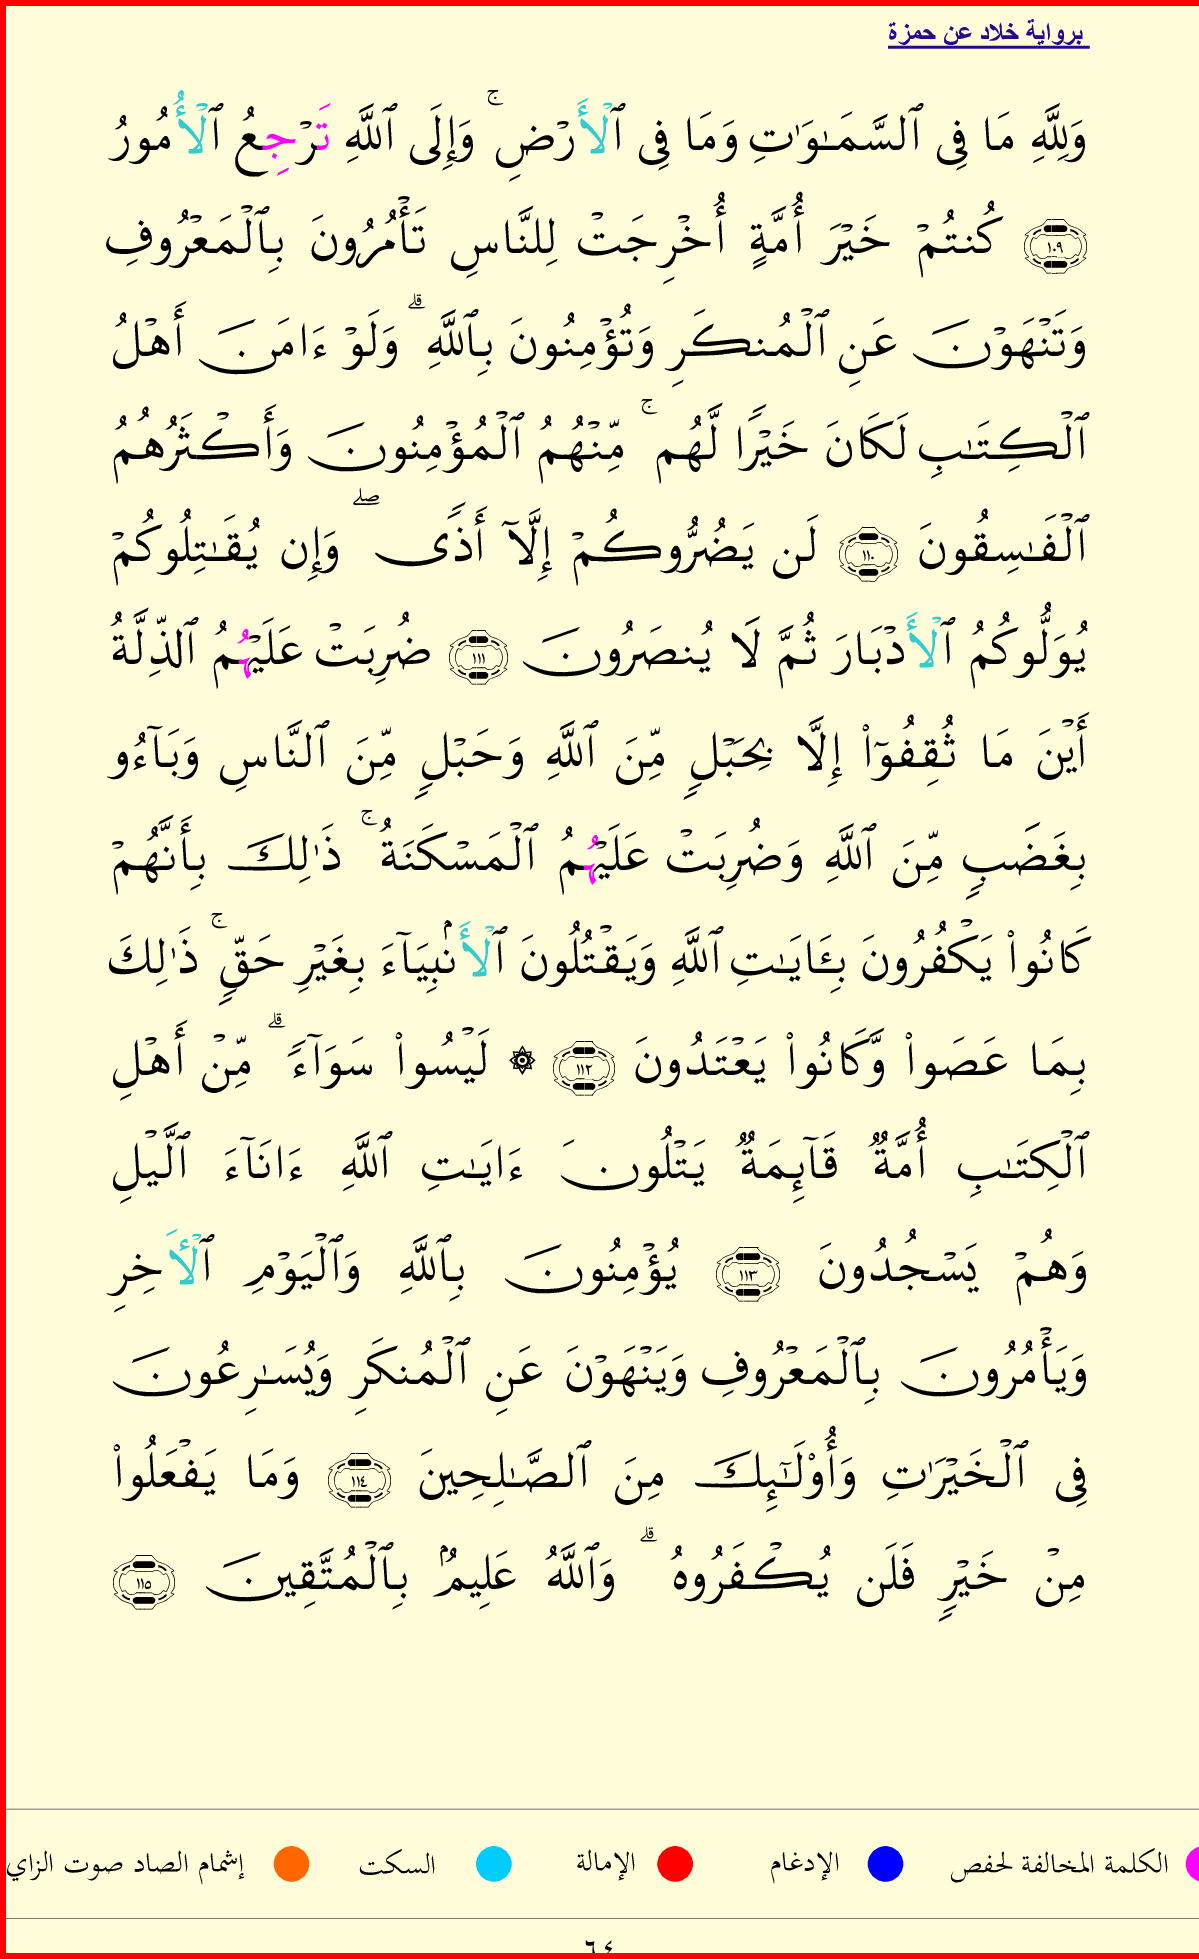 برواية خلاد عن حمزة
وَلِلَّهِ مَا فِى ٱلسَّمَـٰوَٰتِ وَمَا فِى ٱلْأَرْضِ ۚ وَإِلَى ٱللَّهِ تَرْجِعُ ٱلْأُمُورُ
١٠٩ كُنتُمْ خَيْرَ أُمَّةٍ أُخْرِجَتْ لِلنَّاسِ تَأْمُرُونَ بِٱلْمَعْرُوفِ
وَتَنْهَوْنَ عَنِ ٱلْمُنكَرِ وَتُؤْمِنُونَ بِٱللَّهِ ۗ وَلَوْ ءَامَنَ أَهْلُ
ٱلْكِتَـٰبِ لَكَانَ خَيْرًا لَّهُم ۚ مِّنْهُمُ ٱلْمُؤْمِنُونَ وَأَكْثَرُهُمُ
ٱلْفَـٰسِقُونَ ١١٠ لَن يَضُرُّوكُمْ إِلَّآ أَذًى ۖ وَإِن يُقَـٰتِلُوكُمْ
يُوَلُّوكُمُ ٱلْأَدْبَارَ ثُمَّ لَا يُنصَرُونَ ١١١ ضُرِبَتْ عَلَيْهُمُ ٱلذِّلَّةُ
أَيْنَ مَا ثُقِفُوٓا۟ إِلَّا بِحَبْلٍ مِّنَ ٱللَّهِ وَحَبْلٍ مِّنَ ٱلنَّاسِ وَبَآءُو
بِغَضَبٍ مِّنَ ٱللَّهِ وَضُرِبَتْ عَلَيْهُمُ ٱلْمَسْكَنَةُ ۚ ذَٰلِكَ بِأَنَّهُمْ
كَانُوا۟ يَكْفُرُونَ بِـَٔايَـٰتِ ٱللَّهِ وَيَقْتُلُونَ ٱلْأَنۢبِيَآءَ بِغَيْرِ حَقٍّ ۚ ذَٰلِكَ
بِمَا عَصَوا۟ وَّكَانُوا۟ يَعْتَدُونَ ١١٢ ۞ لَيْسُوا۟ سَوَآءً ۗ مِّنْ أَهْلِ
ٱلْكِتَـٰبِ أُمَّةٌ قَآئِمَةٌ يَتْلُونَ ءَايَـٰتِ ٱللَّهِ ءَانَآءَ ٱلَّيْلِ
وَهُمْ يَسْجُدُونَ ١١٣ يُؤْمِنُونَ بِٱللَّهِ وَٱلْيَوْمِ ٱلْأَخِرِ
وَيَأْمُرُونَ بِٱلْمَعْرُوفِ وَيَنْهَوْنَ عَنِ ٱلْمُنكَرِ وَيُسَـٰرِعُونَ
فِى ٱلْخَيْرَٰتِ وَأُو۟لَـٰٓئِكَ مِنَ ٱلصَّـٰلِحِينَ ١١٤ وَمَا يَفْعَلُوا۟
مِنْ خَيْرٍ فَلَن يُكْفَرُوهُ ۗ وَٱللَّهُ عَلِيمٌۢ بِٱلْمُتَّقِينَ ١١٥
الكلمة المخالفة لحفص الإدغام الإمالة السكت إشمام الصاد صوت الزاي
٦٤